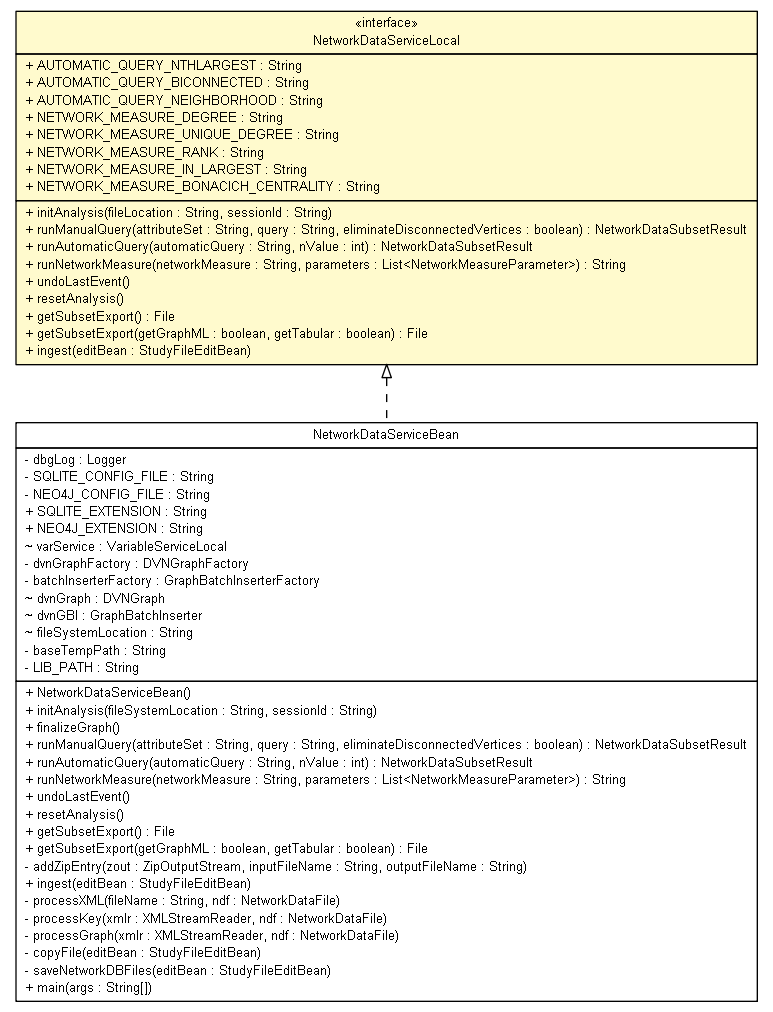 «interface»
NetworkDataServiceLocal
+ AUTOMATIC_QUERY_NTHLARGEST : String
+ AUTOMATIC_QUERY_BICONNECTED : String
+ AUTOMATIC_QUERY_NEIGHBORHOOD : String
+ NETWORK_MEASURE_DEGREE : String
+ NETWORK_MEASURE_UNIQUE_DEGREE : String
+ NETWORK_MEASURE_RANK : String
+ NETWORK_MEASURE_IN_LARGEST : String
+ NETWORK_MEASURE_BONACICH_CENTRALITY : String
+ initAnalysis(fileLocation : String, sessionId : String)
+ runManualQuery(attributeSet : String, query : String, eliminateDisconnectedVertices : boolean) : NetworkDataSubsetResult
+ runAutomaticQuery(automaticQuery : String, nValue : int) : NetworkDataSubsetResult
+ runNetworkMeasure(networkMeasure : String, parameters : List<NetworkMeasureParameter>) : String
+ undoLastEvent()
+ resetAnalysis()
+ getSubsetExport() : File
+ getSubsetExport(getGraphML : boolean, getTabular : boolean) : File
+ ingest(editBean : StudyFileEditBean)
NetworkDataServiceBean
- dbgLog : Logger
- SQLITE_CONFIG_FILE : String
- NEO4J_CONFIG_FILE : String
+ SQLITE_EXTENSION : String
+ NEO4J_EXTENSION : String
~ varService : VariableServiceLocal
- dvnGraphFactory : DVNGraphFactory
- batchInserterFactory : GraphBatchInserterFactory
~ dvnGraph : DVNGraph
~ dvnGBI : GraphBatchInserter
~ fileSystemLocation : String
- baseTempPath : String
- LIB_PATH : String
+ NetworkDataServiceBean()
+ initAnalysis(fileSystemLocation : String, sessionId : String)
+ finalizeGraph()
+ runManualQuery(attributeSet : String, query : String, eliminateDisconnectedVertices : boolean) : NetworkDataSubsetResult
+ runAutomaticQuery(automaticQuery : String, nValue : int) : NetworkDataSubsetResult
+ runNetworkMeasure(networkMeasure : String, parameters : List<NetworkMeasureParameter>) : String
+ undoLastEvent()
+ resetAnalysis()
+ getSubsetExport() : File
+ getSubsetExport(getGraphML : boolean, getTabular : boolean) : File
- addZipEntry(zout : ZipOutputStream, inputFileName : String, outputFileName : String)
+ ingest(editBean : StudyFileEditBean)
- processXML(fileName : String, ndf : NetworkDataFile)
- processKey(xmlr : XMLStreamReader, ndf : NetworkDataFile)
- processGraph(xmlr : XMLStreamReader, ndf : NetworkDataFile)
- copyFile(editBean : StudyFileEditBean)
- saveNetworkDBFiles(editBean : StudyFileEditBean)
+ main(args : String[])